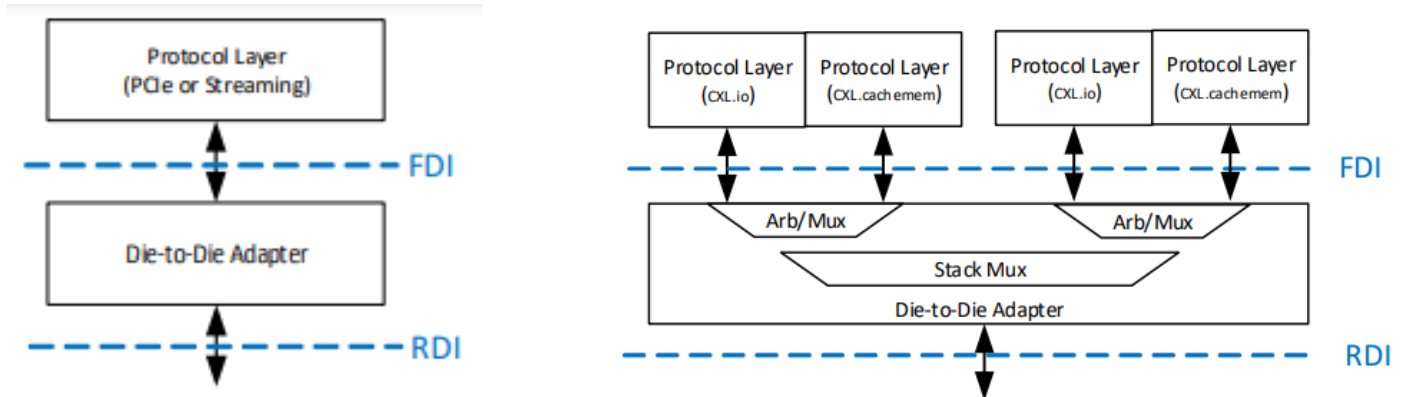 Protocol Layer
(PCIe or Streaming)
FDI
Die-to-Die Adapter
RDI
Protocol Layer
(CXL.io)
Protocol Layer
(CXL.cachemem)
Protocol Layer
(CXL.io)
Protocol Layer
(CXL.cachemem)
FDI
Arb/Mux
Arb/Mux
Stack Mux
Die-to-Die Adapter
RDI